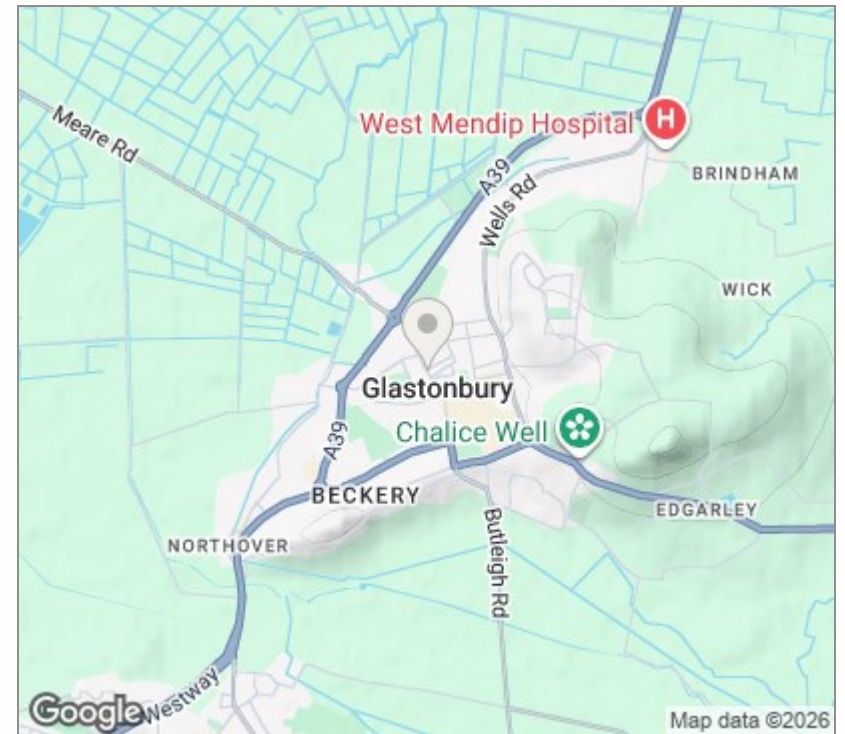 Meare Rd
West Mendip Hospital
H
BRINDHAM
A39
Wells Rd
WICK
Glastonbury
Chalice Well
A39
BECKERY
EDGARLEY
NORTHOVER
Butleigh Rd
Westway
Google
Map data ©2026